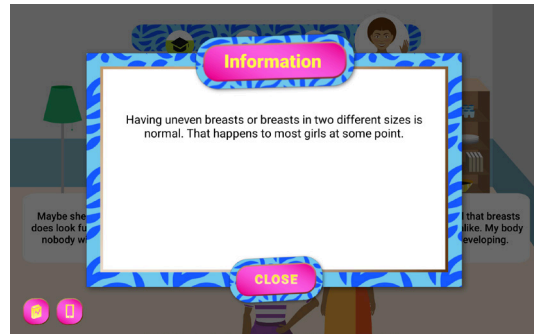 Information
Having uneven breasts or breasts in two different sizes is
normal. That happens to most girls at some point.
Maybe she
does look fu
nobody w
l that breasts
like. My body
eveloping.
CLOSE